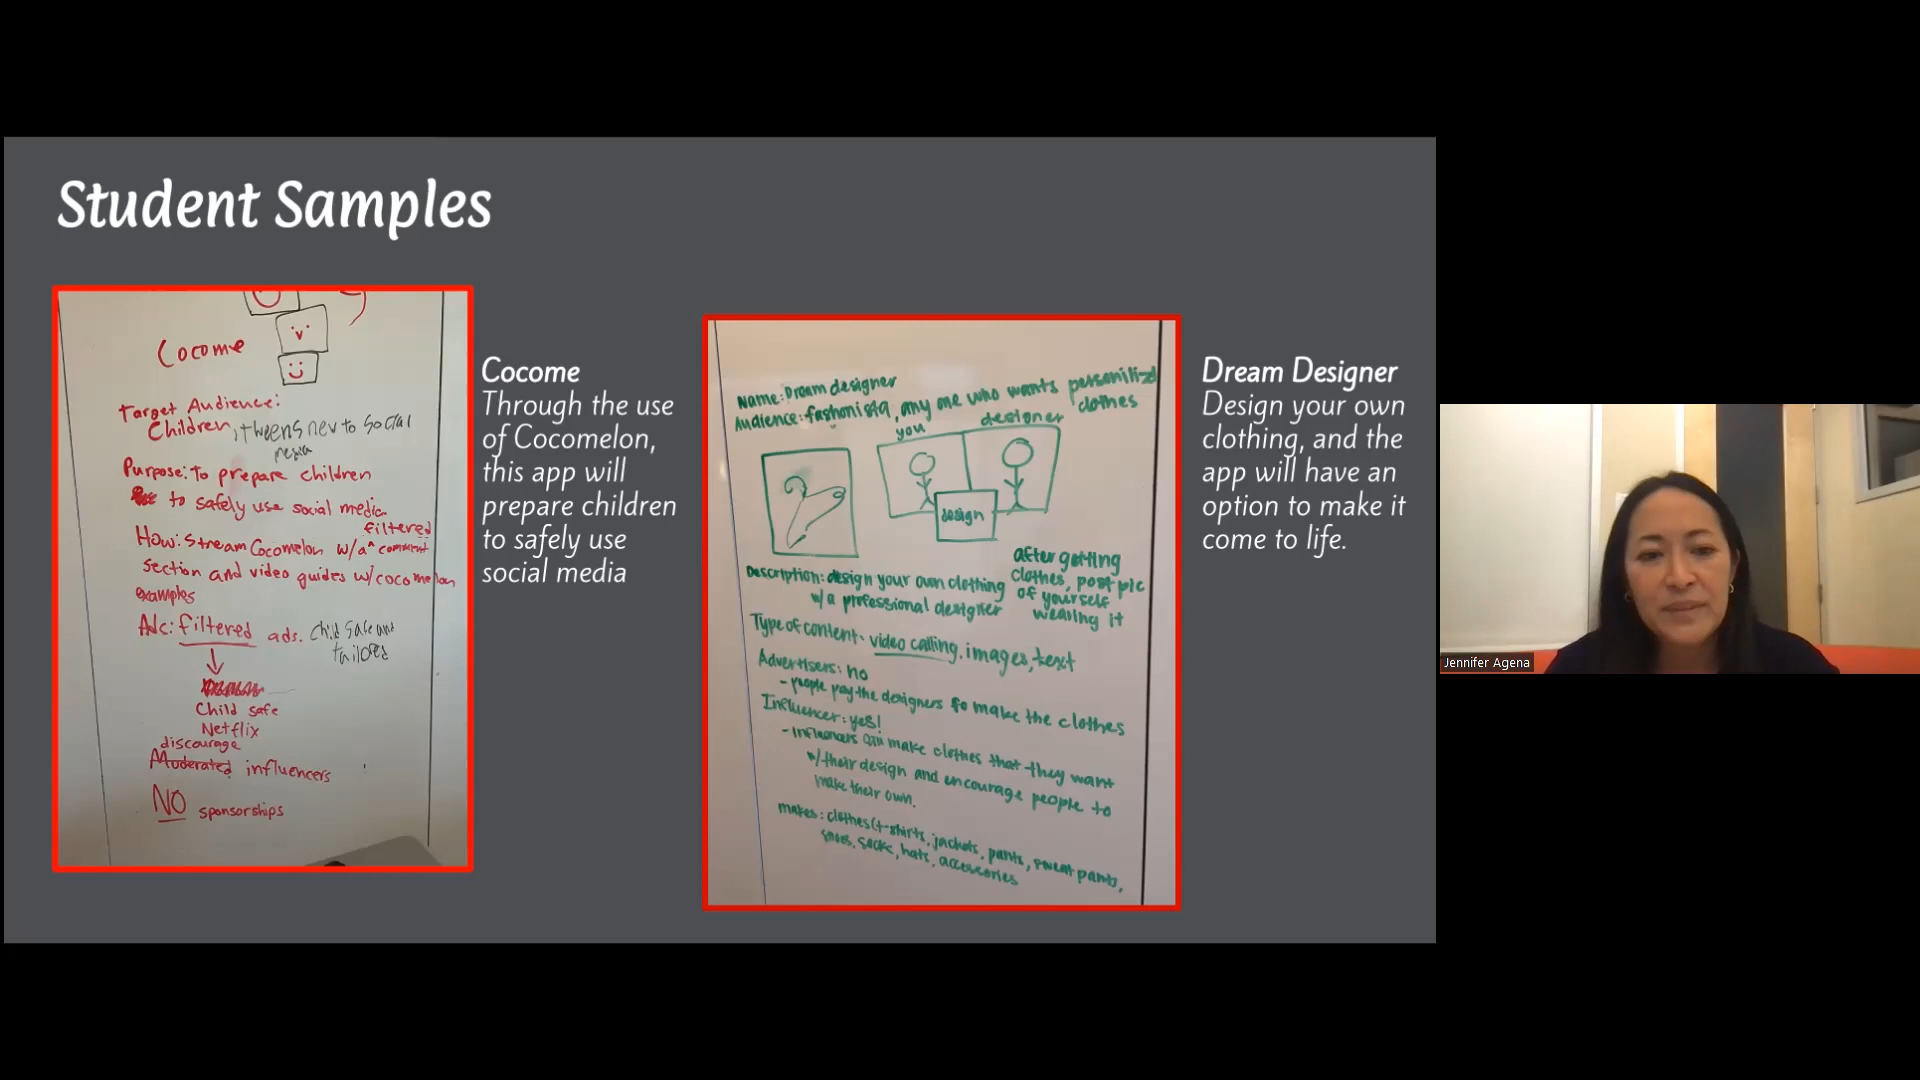 Student Samples
Cocome
Target Audience:
Children, tweens new to social
media
Purpose: To prepare children
to safely use social media
filtered
How: Stream Cocomelon w/a ^ comment
section and video guides w/cocomelon
examples
filtered ads. Child safe and
tailored
Child safe
Netflix
discourage
Moderated influencers
NO sponsorships
Cocome
Through the use
of Cocomelon,
this app will
prepare children
to safely use
social media
Name: Dream designer
Audience: fashonista, any one who wants personilized
clothes
you
designer
design
Description: design your own clothing
w/a professional designer
after getting
clothes, post pic
of yourself
wearing it
Type of content: video calling, images, text
Advertisers: no
- people pay the designers to make the clothes
Influencer: yes!
- Influencers can make clothes that they want
w/their design and encourage people to
make their own.
makes: clothes (t-shirts, jackets, pants, sweatpants,
shoes, socks, hats, accessories
Dream Designer
Design your own
clothing, and the
app will have an
option to make it
come to life.
Jennifer Agena